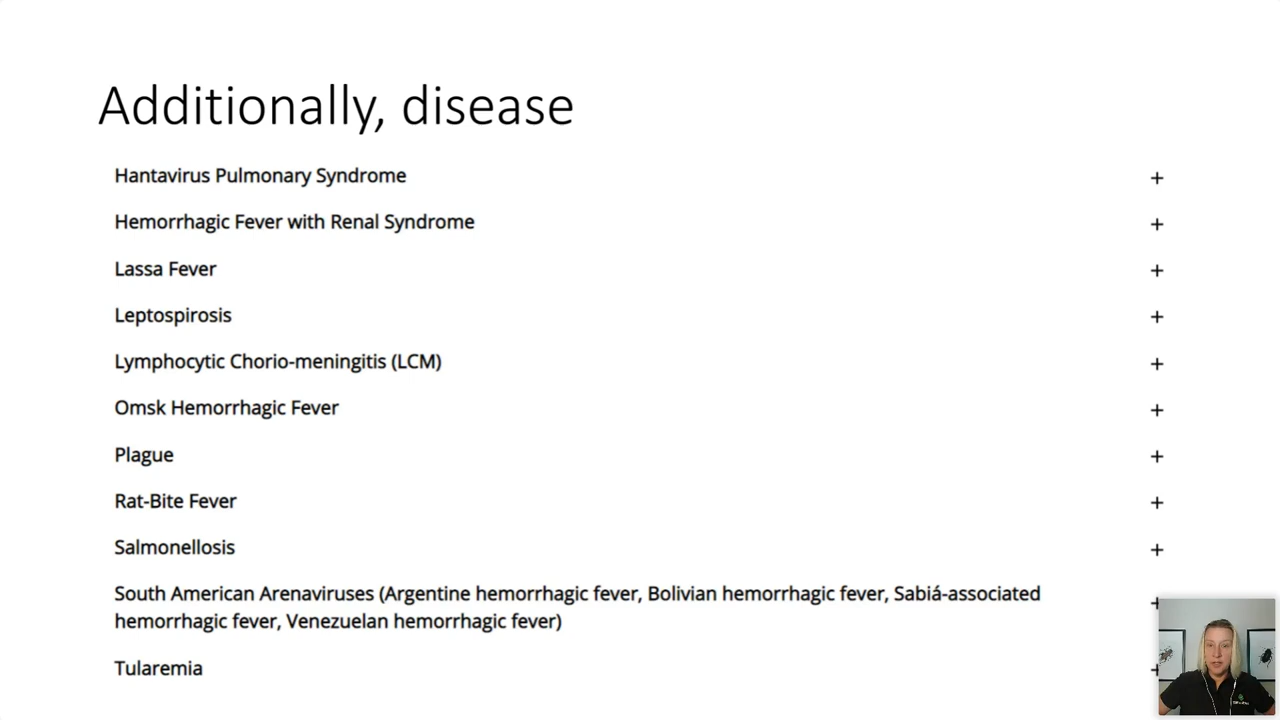 Additionally, disease
Hantavirus Pulmonary Syndrome +
Hemorrhagic Fever with Renal Syndrome +
Lassa Fever +
Leptospirosis +
Lymphocytic Chorio-meningitis (LCM) +
Omsk Hemorrhagic Fever +
Plague +
Rat-Bite Fever +
Salmonellosis +
South American Arenaviruses (Argentine hemorrhagic fever, Bolivian hemorrhagic fever, Sabiá-associated +
hemorrhagic fever, Venezuelan hemorrhagic fever)
Tularemia +